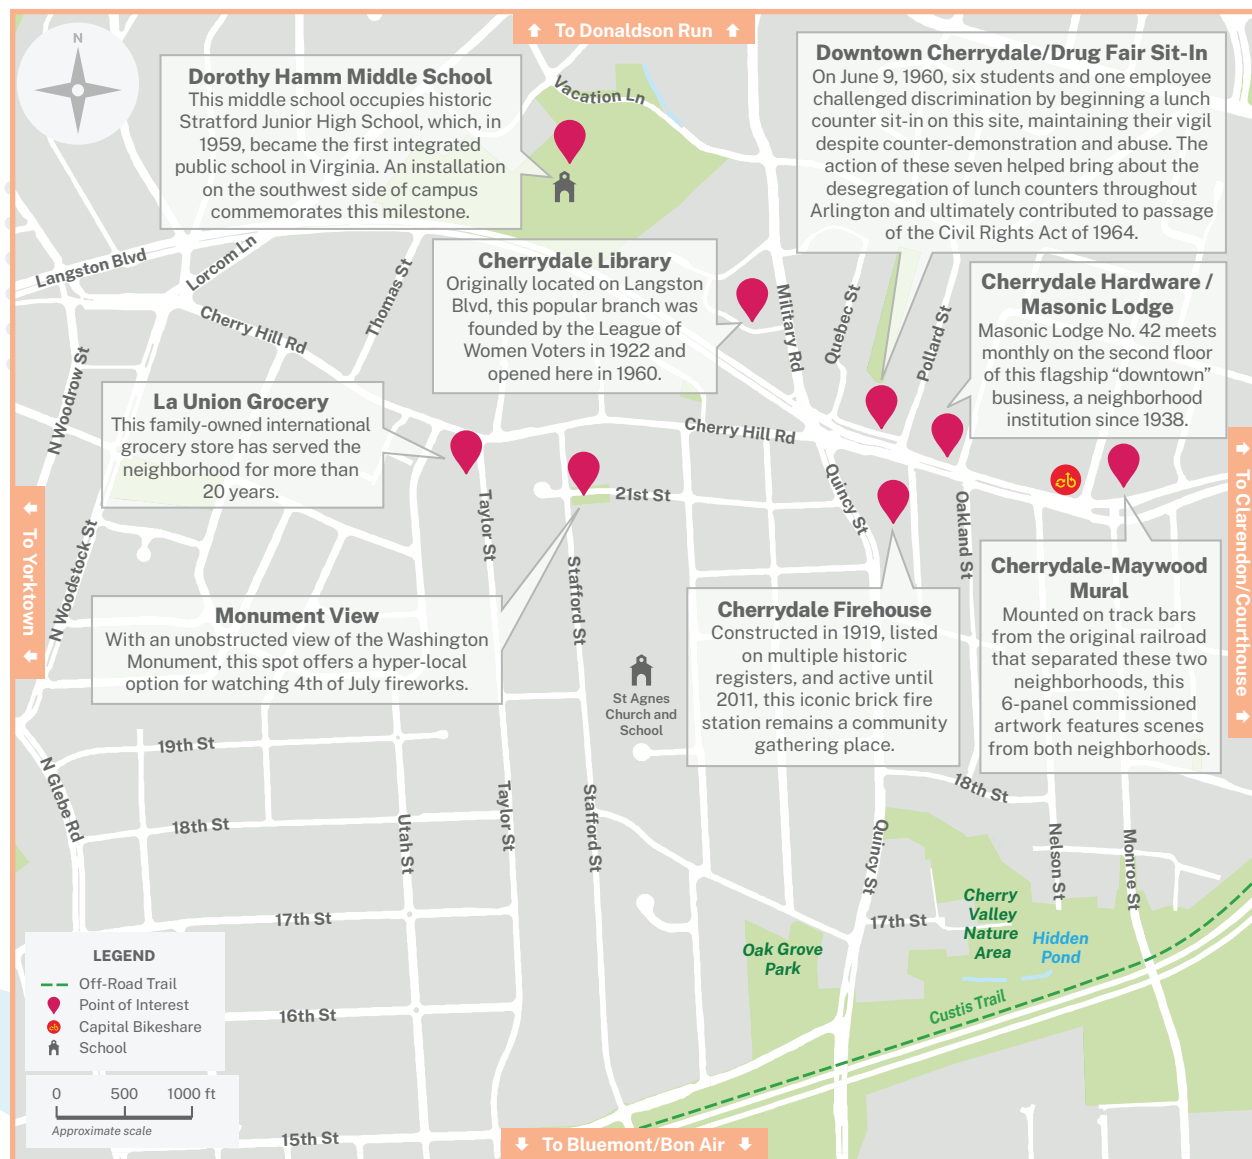 To Donaldson Run
N
Dorothy Hamm Middle School
This middle school occupies historic
Stratford Junior High School, which, in
1959, became the first integrated
public school in Virginia. An installation
on the southwest side of campus
commemorates this milestone.
Vacation Ln
Downtown Cherrydale/Drug Fair Sit-In
On June 9, 1960, six students and one employee
challenged discrimination by beginning a lunch
counter sit-in on this site, maintaining their vigil
despite counter-demonstration and abuse. The
action of these seven helped bring about the
desegregation of lunch counters throughout
Arlington and ultimately contributed to passage
of the Civil Rights Act of 1964.
Langston Blvd
Lorcom Ln
Thomas St
Cherry Hill Rd
Cherrydale Library
Originally located on Langston
Blvd, this popular branch was
founded by the League of
Women Voters in 1922 and
opened here in 1960.
Military Rd
Quebec St
Pollard St
Cherrydale Hardware /
Masonic Lodge
Masonic Lodge No. 42 meets
monthly on the second floor
of this flagship “downtown”
business, a neighborhood
institution since 1938.
N Woodrow St
La Union Grocery
This family-owned international
grocery store has served the
neighborhood for more than
20 years.
Cherry Hill Rd
Quincy St
To Clarendon/Courthouse
To Yorktown
N Woodstock St
Taylor St
21st St
Oakland St
Stafford St
Monument View
With an unobstructed view of the Washington
Monument, this spot offers a hyper-local
option for watching 4th of July fireworks.
Cherrydale Firehouse
Constructed in 1919, listed
on multiple historic
registers, and active until
2011, this iconic brick fire
station remains a community
gathering place.
Cherrydale-Maywood
Mural
Mounted on track bars
from the original railroad
that separated these two
neighborhoods, this
6-panel commissioned
artwork features scenes
from both neighborhoods.
St Agnes
Church and
School
19th St
N Glebe Rd
18th St
Utah St
Taylor St
Stafford St
18th St
Quincy St
Nelson St
Monroe St
17th St
17th St
Cherry
Valley
Nature
Area
Hidden
Pond
Oak Grove
Park
Custis Trail
LEGEND
Off-Road Trail
Point of Interest
Capital Bikeshare
School
16th St
0 500 1000 ft
Approximate scale
15th St
To Bluemont/Bon Air